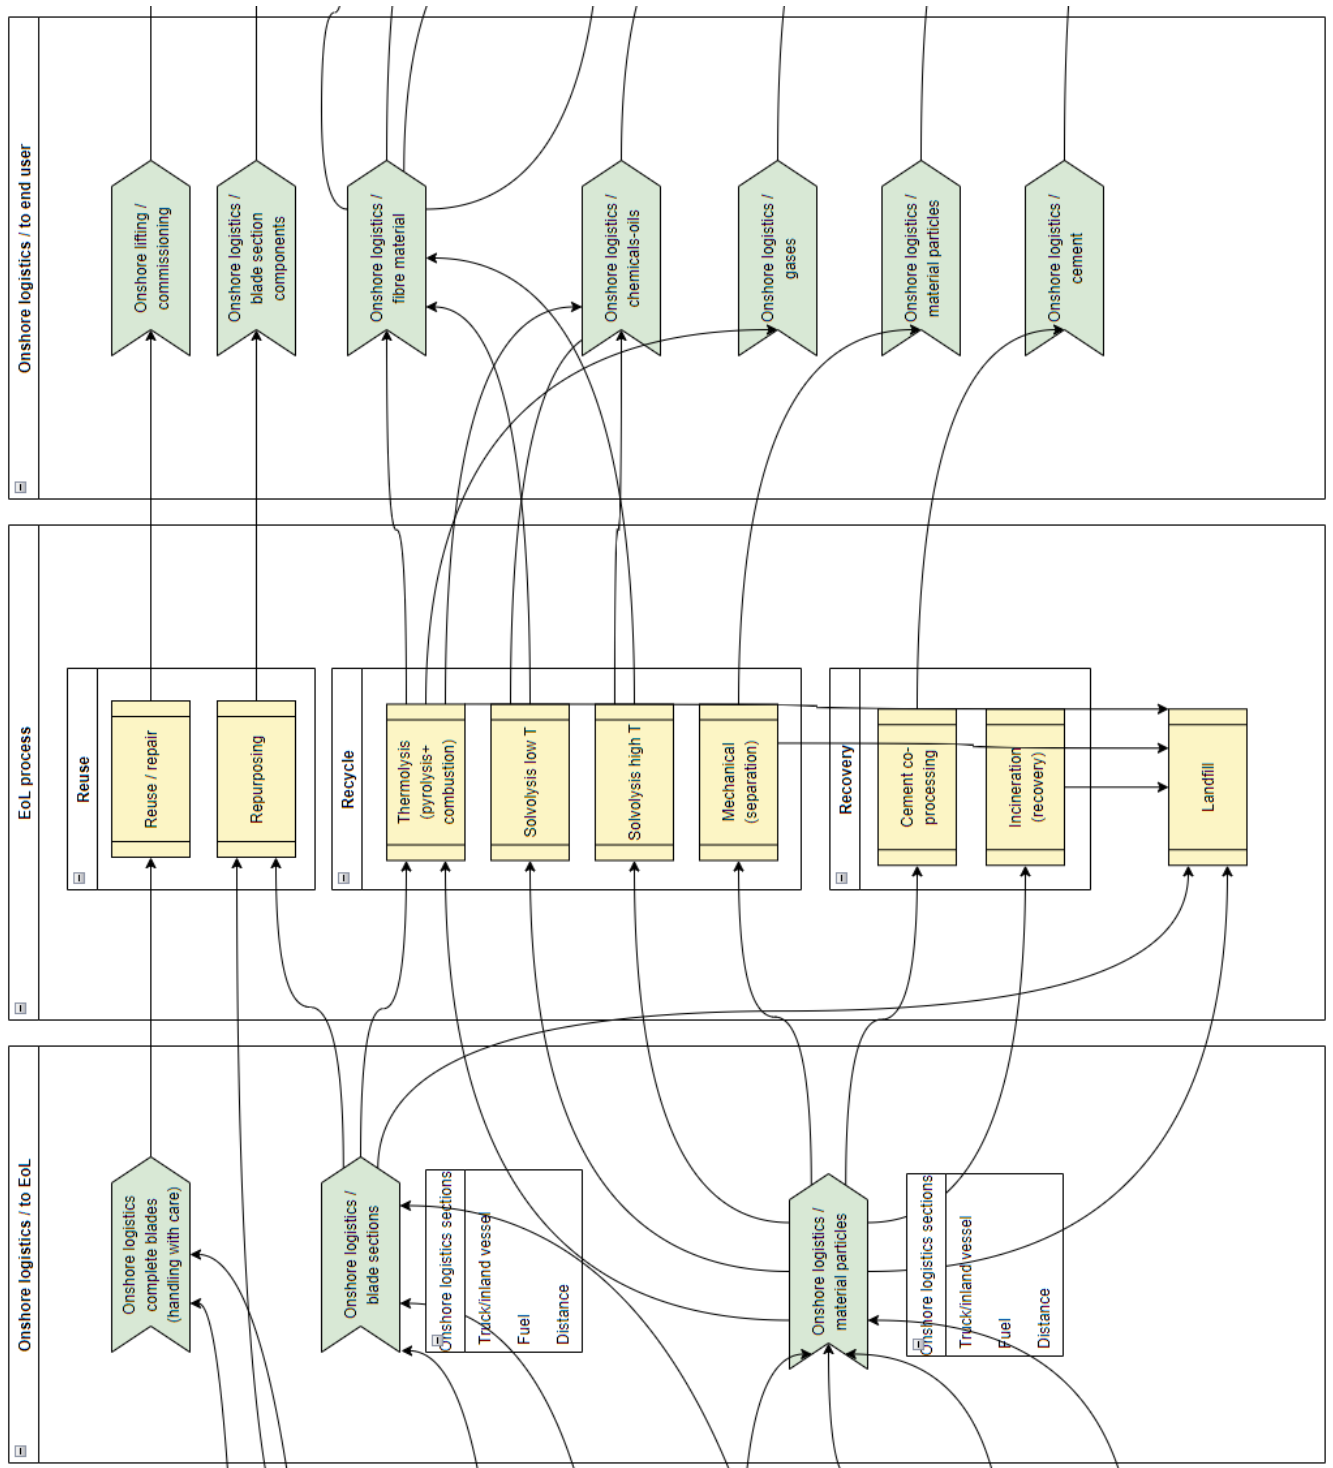 Onshore logistics / to end user
Onshore lifting /
commissioning
Onshore logistics /
blade section
components
Onshore logistics /
fibre material
Onshore logistics /
chemicals-oils
Onshore logistics /
gases
Onshore logistics /
material particles
Onshore logistics /
cement
EoL process
Reuse
Reuse / repair
Repurposing
Recycle
Thermolysis
(pyrolysis+
combustion)
Solvolysis low T
Solvolysis high T
Mechanical
(separation)
Recovery
Cement co-
processing
Incineration
(recovery)
Landfill
Onshore logistics / to EoL
Onshore logistics
complete blades
(handling with care)
Onshore logistics /
blade sections
Onshore logistics sections
Truck/inland vessel
Fuel
Distance
Onshore logistics /
material particles
Onshore logistics sections
Truck/inland vessel
Fuel
Distance